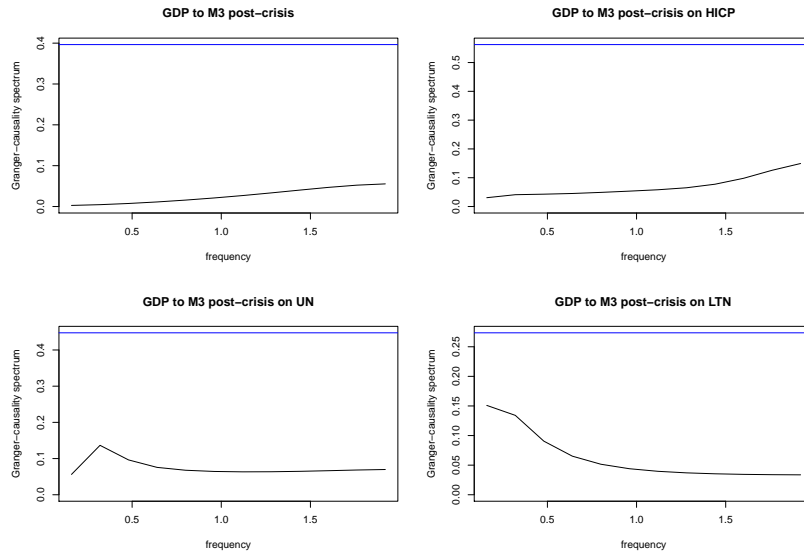 GDP to M3 post−crisis
Granger−causality spectrum
0.0 0.1 0.2 0.3 0.4
0.5 1.0 1.5
frequency
GDP to M3 post−crisis on HICP
Granger−causality spectrum
0.0 0.1 0.2 0.3 0.4 0.5
0.5 1.0 1.5
frequency
GDP to M3 post−crisis on UN
Granger−causality spectrum
0.0 0.1 0.2 0.3 0.4
0.5 1.0 1.5
frequency
GDP to M3 post−crisis on LTN
Granger−causality spectrum
0.00 0.05 0.10 0.15 0.20 0.25
0.5 1.0 1.5
frequency